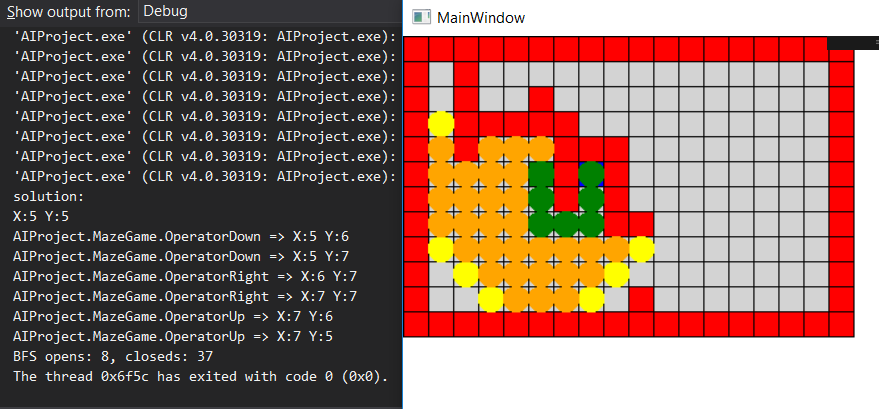 Show output from: Debug
MainWindow
'AIProject.exe' (CLR v4.0.30319: AIProject.exe):
'AIProject.exe' (CLR v4.0.30319: AIProject.exe):
'AIProject.exe' (CLR v4.0.30319: AIProject.exe):
'AIProject.exe' (CLR v4.0.30319: AIProject.exe):
'AIProject.exe' (CLR v4.0.30319: AIProject.exe):
'AIProject.exe' (CLR v4.0.30319: AIProject.exe):
'AIProject.exe' (CLR v4.0.30319: AIProject.exe):
'AIProject.exe' (CLR v4.0.30319: AIProject.exe):
solution:
X:5 Y:5
AIProject.MazeGame.OperatorDown => X:5 Y:6
AIProject.MazeGame.OperatorDown => X:5 Y:7
AIProject.MazeGame.OperatorRight => X:6 Y:7
AIProject.MazeGame.OperatorRight => X:7 Y:7
AIProject.MazeGame.OperatorUp => X:7 Y:6
AIProject.MazeGame.OperatorUp => X:7 Y:5
BFS opens: 8, closeds: 37
The thread 0x6f5c has exited with code 0 (0x0).